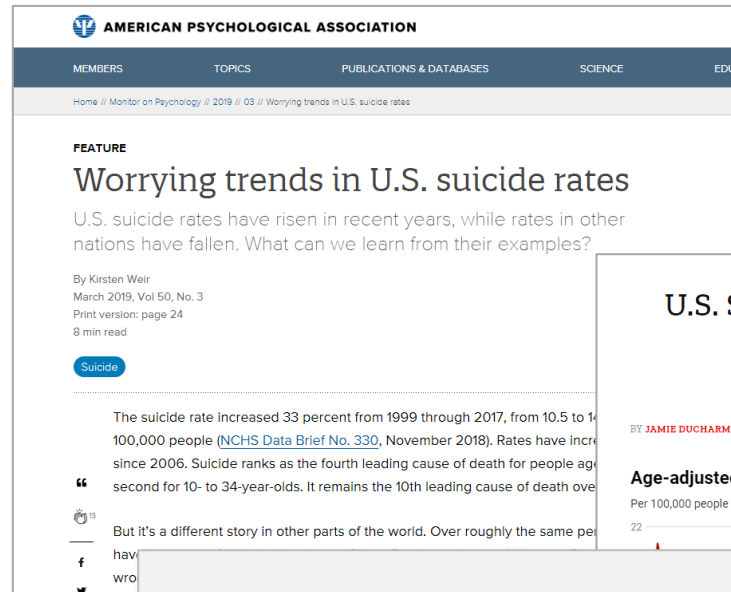 AMERICAN PSYCHOLOGICAL ASSOCIATION
MEMBERS TOPICS PUBLICATIONS & DATABASES SCIENCE
Home // Monitor on Psychology // 2019 // 03 // Worrying trends in U.S. suicide rates
FEATURE
Worrying trends in U.S. suicide rates
U.S. suicide rates have risen in recent years, while rates in other
nations have fallen. What can we learn from their examples?
By Kirsten Weir
March 2019, Vol 50, No. 3
Print version: page 24
8 min read
Suicide
The suicide rate increased 33 percent from 1999 through 2017, from 10.5 to
100,000 people (NCHS Data Brief No. 330, November 2018). Rates have
since 2006. Suicide ranks as the fourth leading cause of death for people
second for 10- to 34-year-olds. It remains the 10th leading cause of death
13
But it's a different story in other parts of the world. Over roughly the same
U.S.
BY JAMIE
Per 100,000 people
22